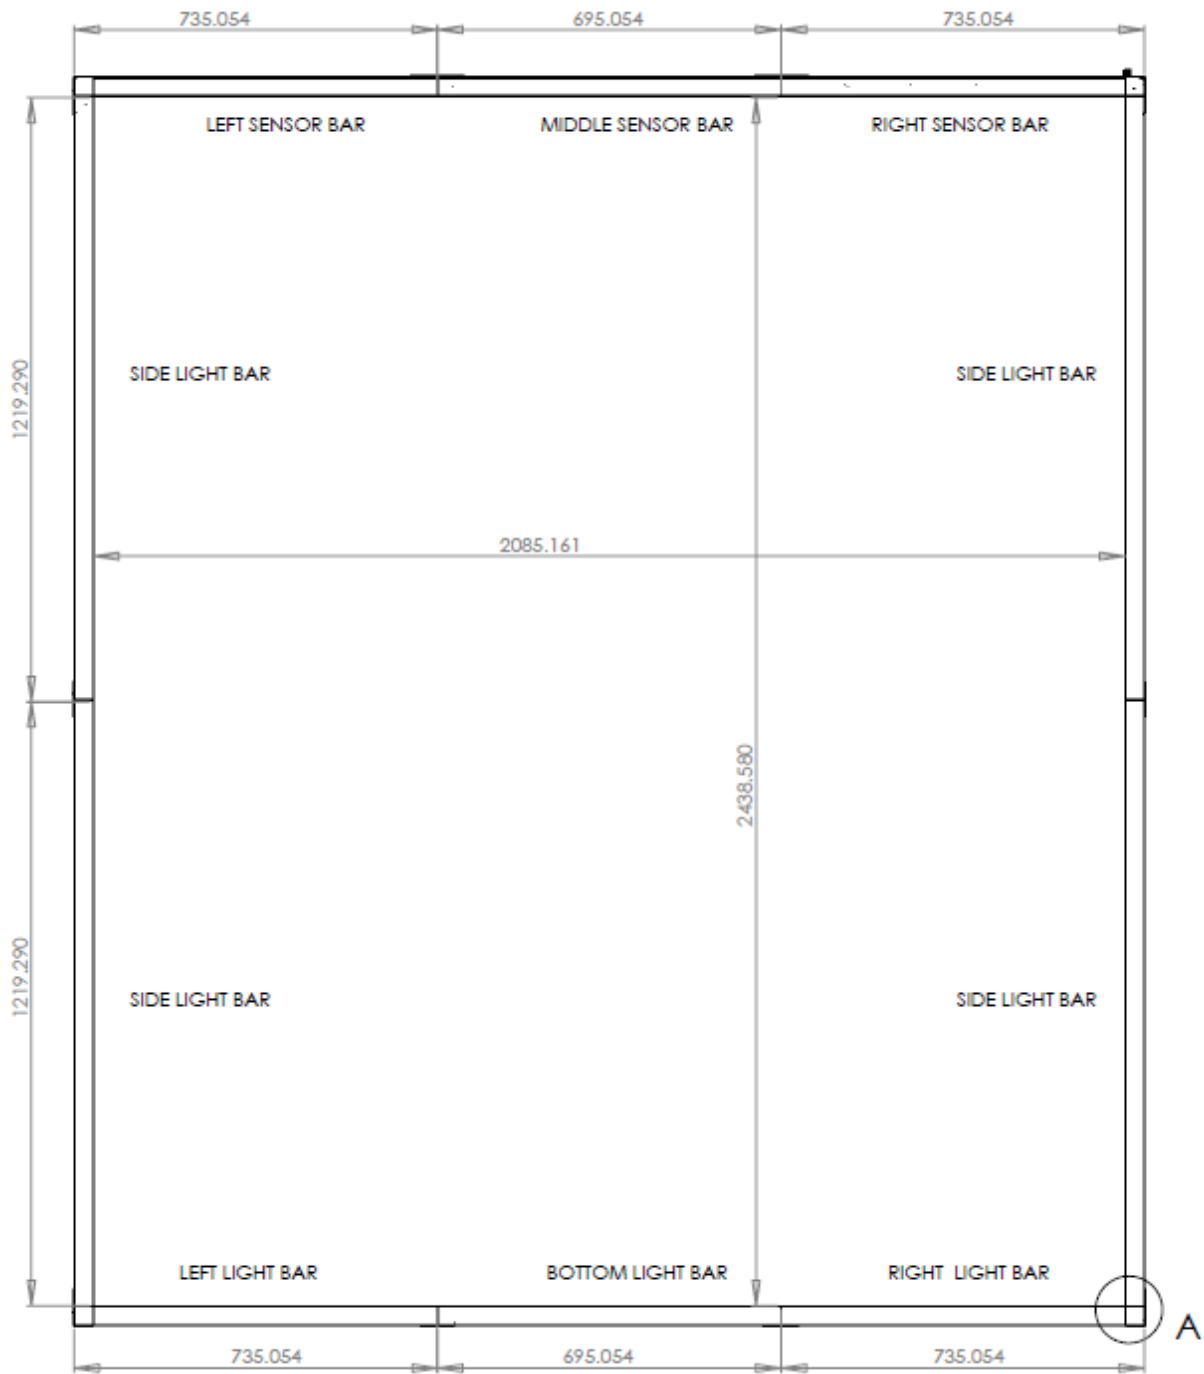 735.054 695.054 735.054
LEFT SENSOR BAR MIDDLE SENSOR BAR RIGHT SENSOR BAR
1219.290
SIDE LIGHT BAR SIDE LIGHT BAR
2085.161
2438.580
1219.290
SIDE LIGHT BAR SIDE LIGHT BAR
LEFT LIGHT BAR BOTTOM LIGHT BAR RIGHT LIGHT BAR
A
735.054 695.054 735.054